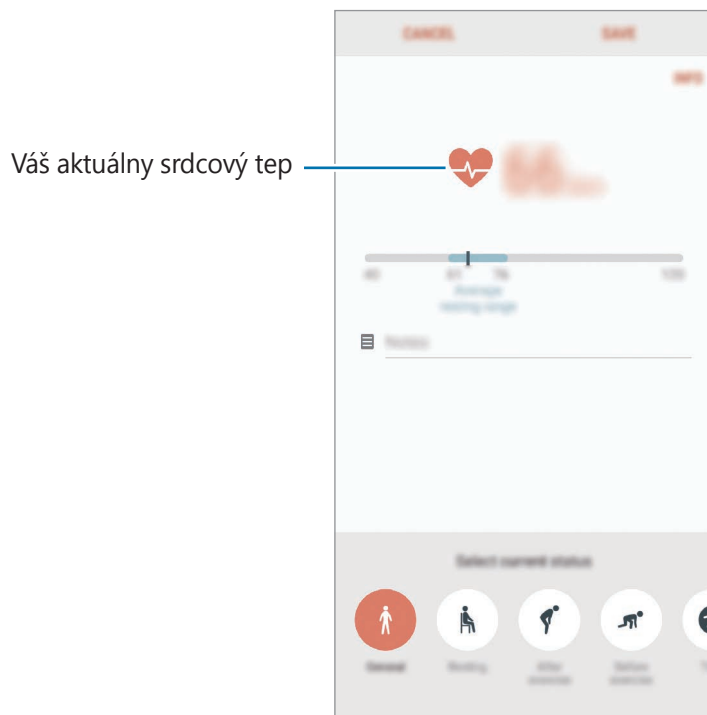 CANCEL SAVE
INFO
Váš aktuálny srdcový tep
66
40 61 76 120
Average
resting range
Notes
Select current status
General Resting After Before
exercise exercise